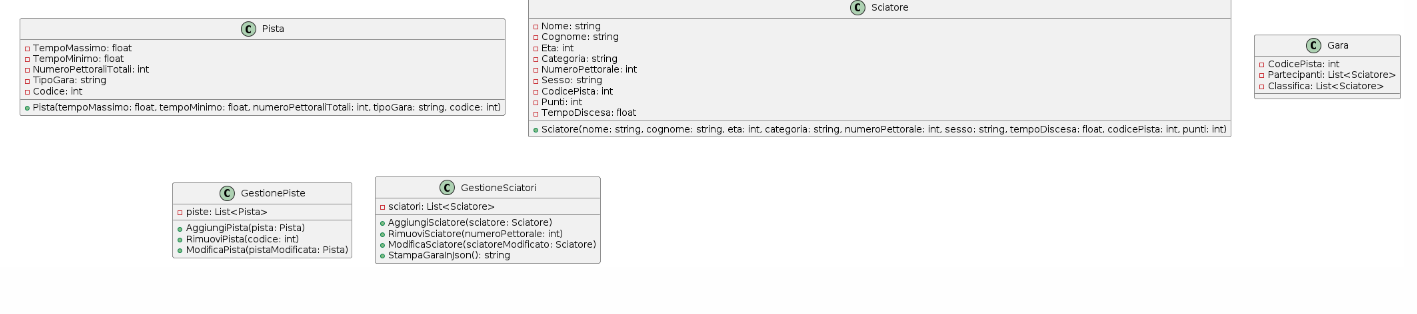 Pista
TempoMassimo: float
TempoMinimo: float
NumeroPettoraliTotali: int
TipoGara: string
Codice: int
Pista(tempoMassimo: float, tempoMinimo: float, numeroPettoraliTotali: int, tipoGara: string, codice: int)
Sciatore
Nome: string
Cognome: string
Eta: int
Categoria: string
NumeroPettorale: int
Sesso: string
CodicePista: int
Punti: int
TempoDiscesa: float
Sciatore(nome: string, cognome: string, eta: int, categoria: string, numeroPettorale: int, sesso: string, tempoDiscesa: float, codicePista: int, punti: int)
Gara
CodicePista: int
Partecipanti: List<Sciatore>
Classifica: List<Sciatore>
GestionePiste
piste: List<Pista>
AggiungiPista(pista: Pista)
RimuoviPista(codice: int)
ModificaPista(pistaModificata: Pista)
GestioneSciatori
sciatori: List<Sciatore>
AggiungiSciatore(sciatore: Sciatore)
RimuoviSciatore(numeroPettorale: int)
ModificaSciatore(sciatoreModificato: Sciatore)
StampaGaraInJson(): string